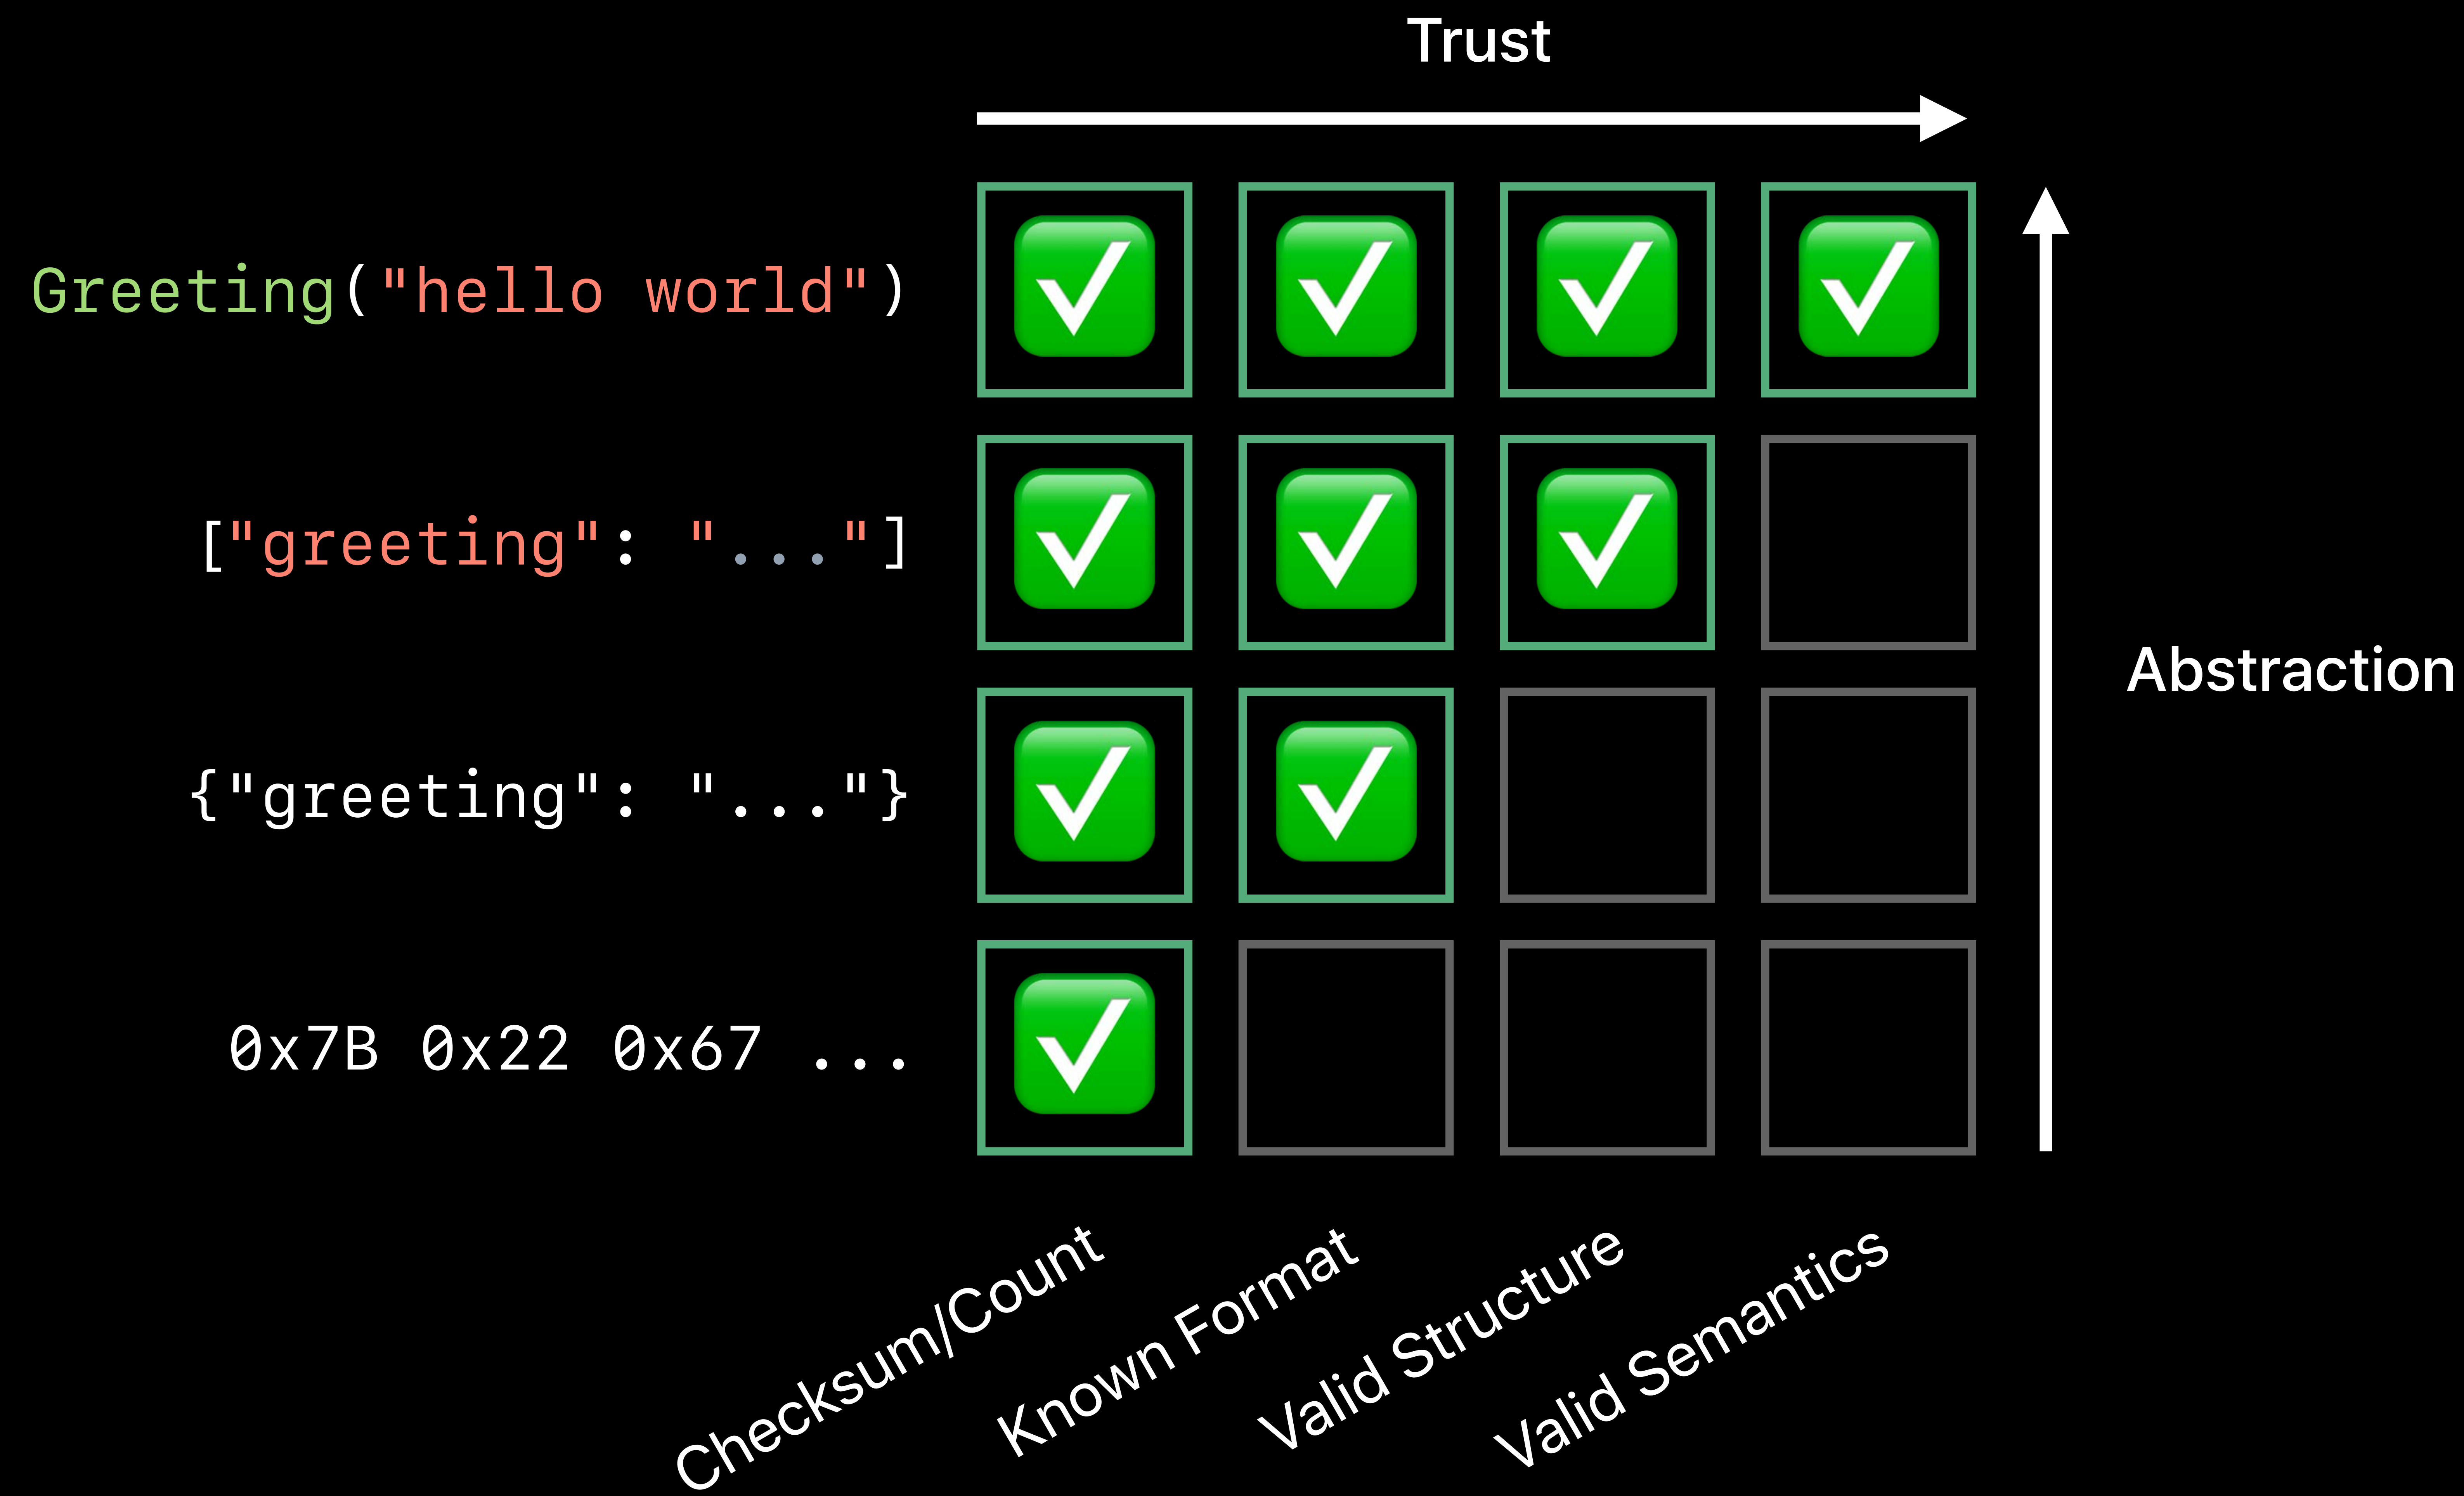 Trust
Greeting("hello world")
["greeting": "..."]
Abstraction
{"greeting": "..."}
0x7B 0x22 0x67 ...
Checksum/Count
Known Format
Valid Structure
Valid Semantics